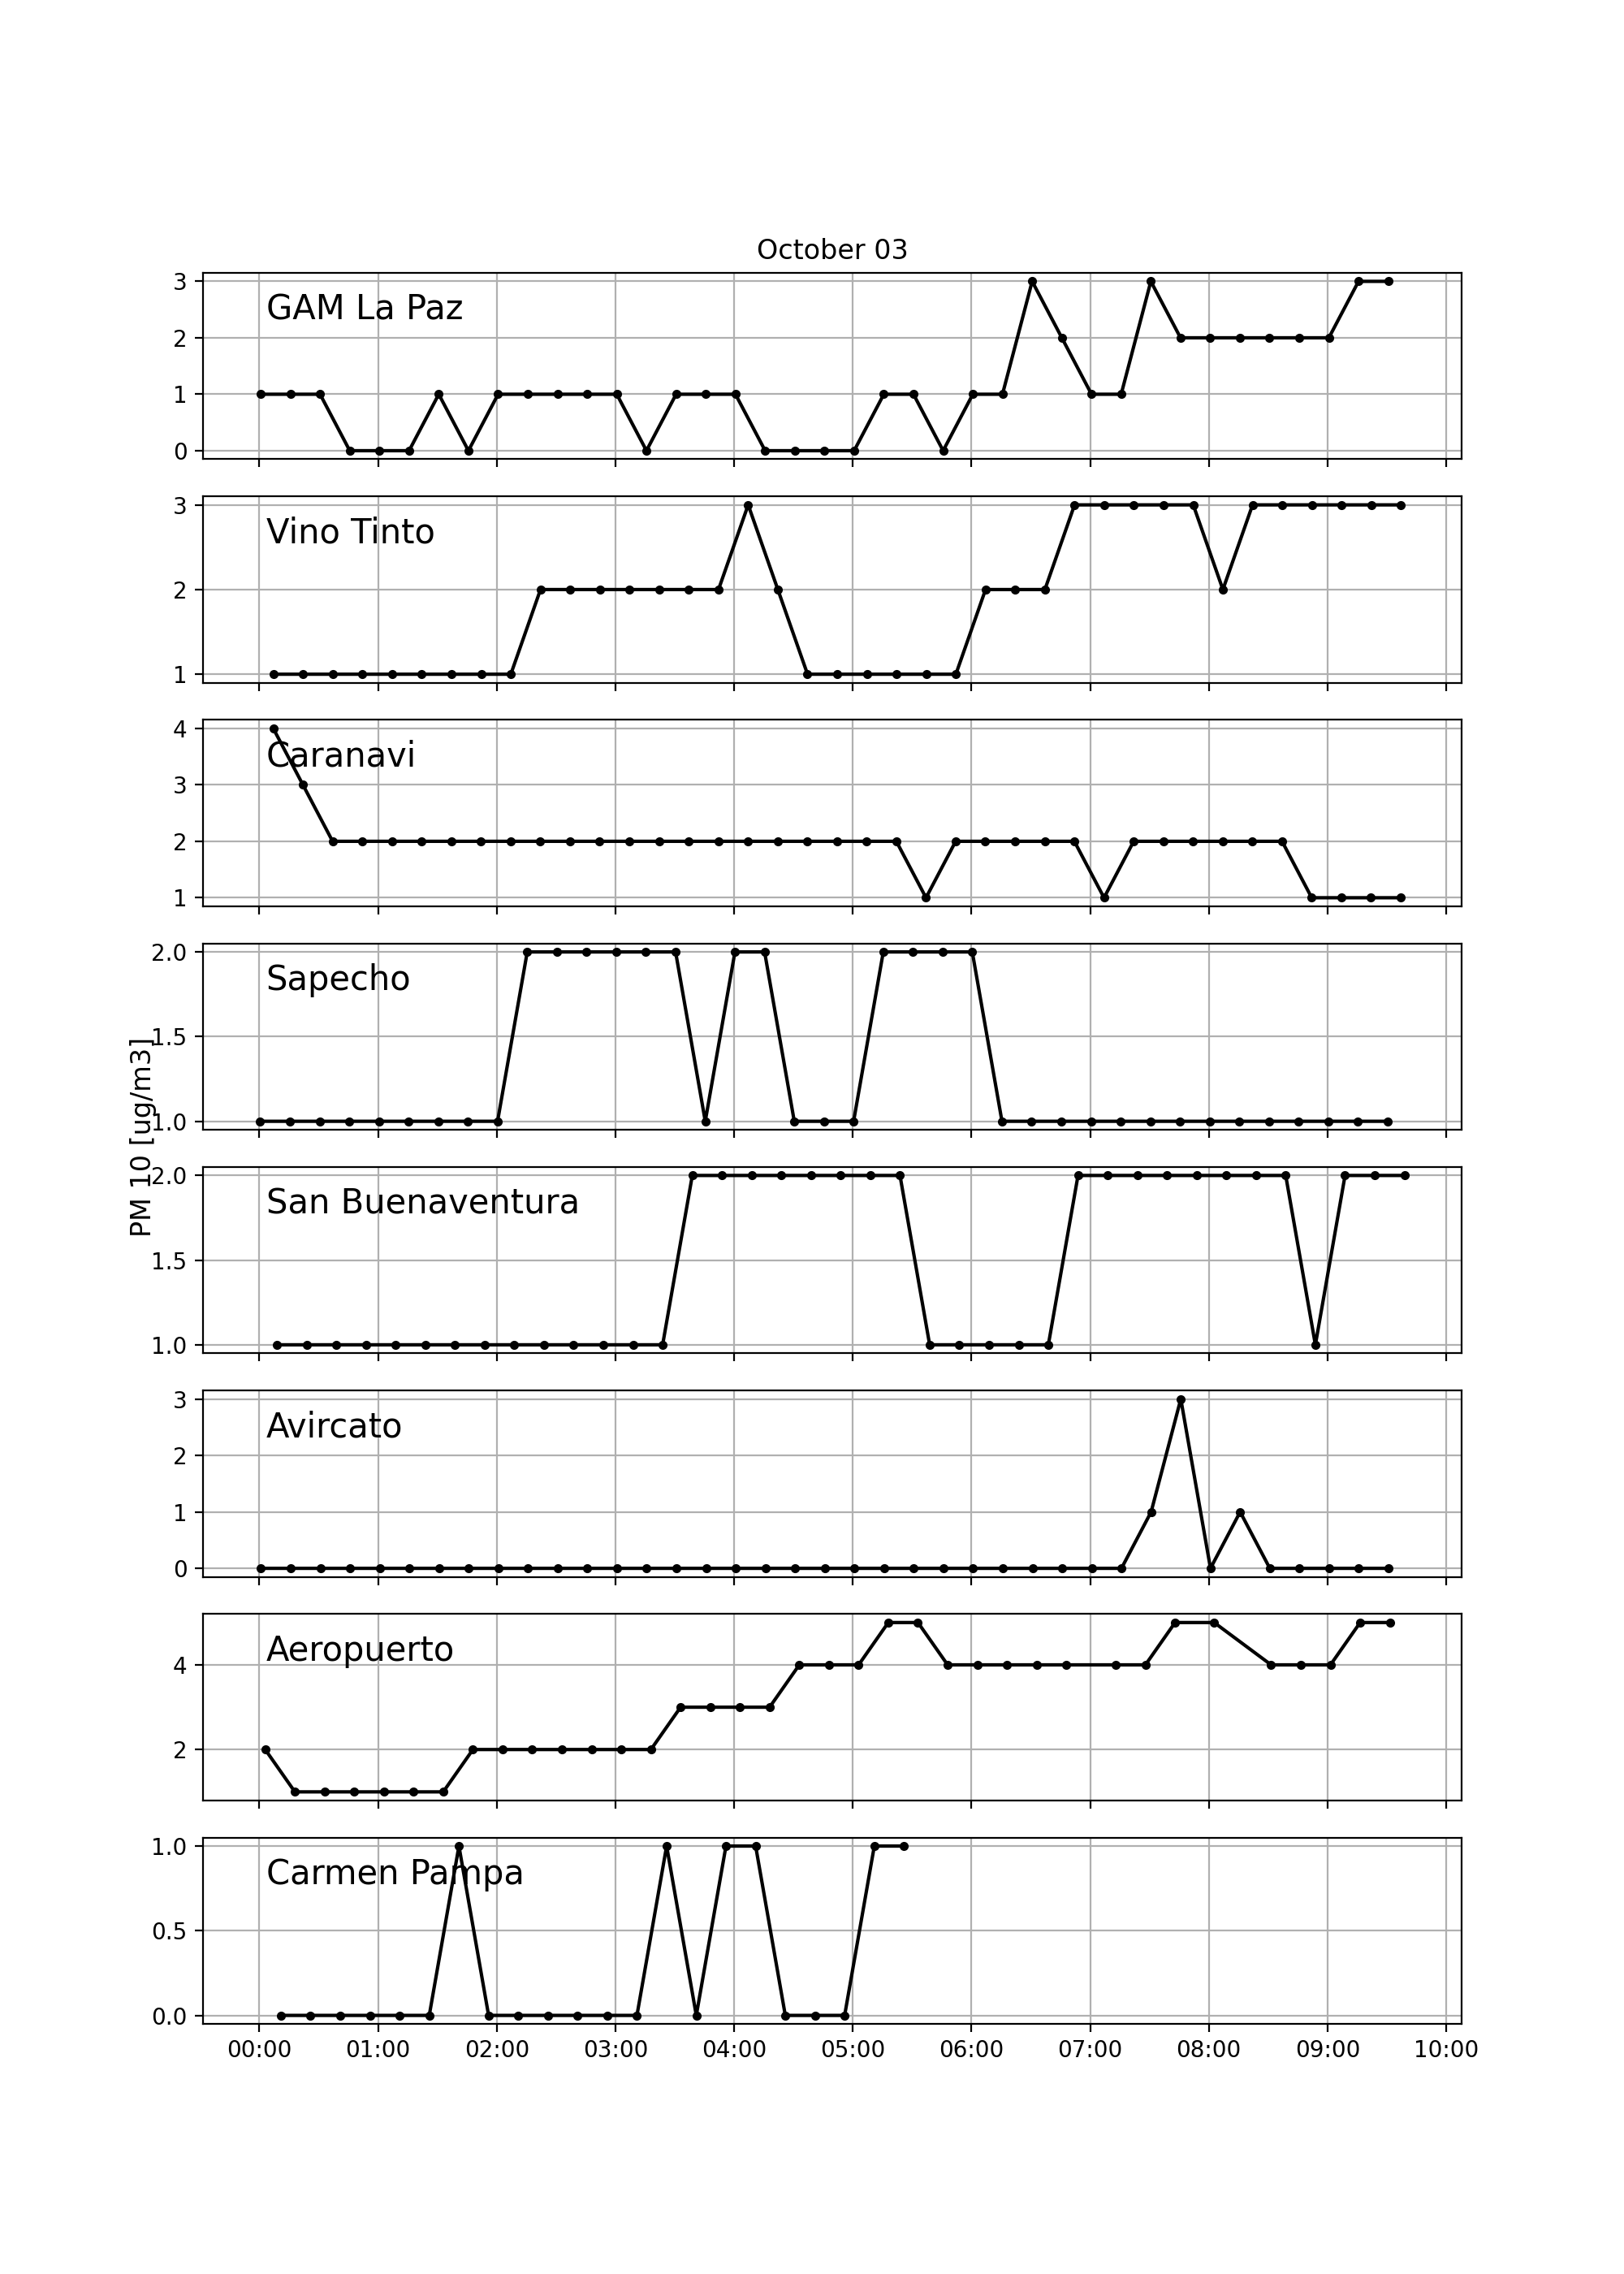 October 03
GAM La Paz
3
2
1
0
Vino Tinto
3
2
1
Caranavi
4
3
2
1
Sapecho
2.0
1.5
1.0
PM 10 [ug/m3]
San Buenaventura
2.0
1.5
1.0
Avircato
3
2
1
0
Aeropuerto
4
2
Carmen Pampa
1.0
0.5
0.0
00:00 01:00 02:00 03:00 04:00 05:00 06:00 07:00 08:00 09:00 10:00